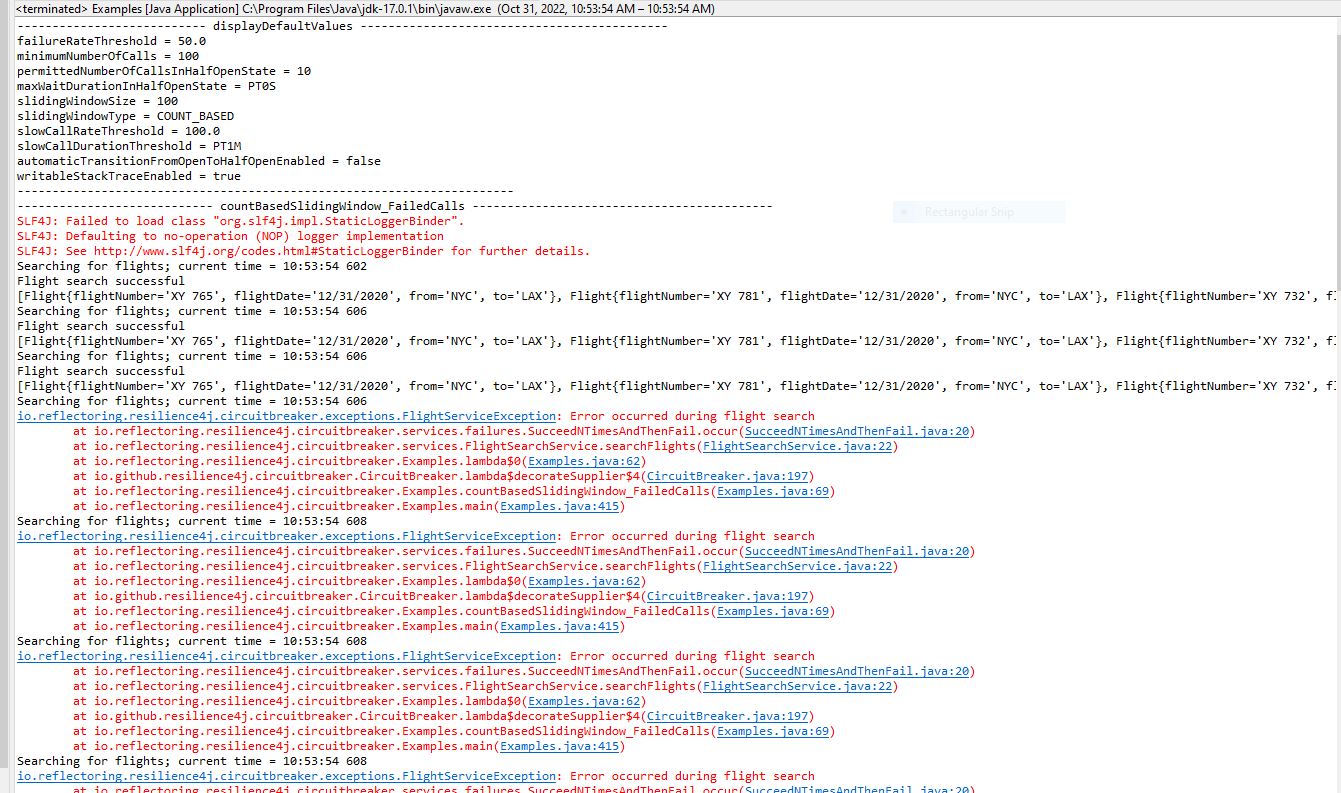 <terminated> Examples [Java Application] C:\Program Files\Java\jdk-17.0.1\bin\javaw.exe (Oct 31, 2022, 10:53:54 AM – 10:53:54 AM)
--------------------------- displayDefaultValues --------------------------------------------
failureRateThreshold = 50.0
minimumNumberOfCalls = 100
permittedNumberOfCallsInHalfOpenState = 10
maxWaitDurationInHalfOpenState = PT0S
slidingWindowSize = 100
slidingWindowType = COUNT_BASED
slowCallRateThreshold = 100.0
slowCallDurationThreshold = PT1M
automaticTransitionFromOpenToHalfOpenEnabled = false
writableStackTraceEnabled = true
-----------------------------------------------------------------------
---------------------------- countBasedSlidingWindow_FailedCalls -------------------------------------------
SLF4J: Failed to load class "org.slf4j.impl.StaticLoggerBinder".
Rectangular Snip
SLF4J: Defaulting to no-operation (NOP) logger implementation
SLF4J: See http://www.slf4j.org/codes.html#StaticLoggerBinder for further details.
Searching for flights; current time = 10:53:54 602
Flight search successful
[Flight{flightNumber='XY 765', flightDate='12/31/2020', from='NYC', to='LAX'}, Flight{flightNumber='XY 781', flightDate='12/31/2020', from='NYC', to='LAX'}, Flight{flightNumber='XY 732', fl
Searching for flights; current time = 10:53:54 606
Flight search successful
[Flight{flightNumber='XY 765', flightDate='12/31/2020', from='NYC', to='LAX'}, Flight{flightNumber='XY 781', flightDate='12/31/2020', from='NYC', to='LAX'}, Flight{flightNumber='XY 732', fl
Searching for flights; current time = 10:53:54 606
Flight search successful
[Flight{flightNumber='XY 765', flightDate='12/31/2020', from='NYC', to='LAX'}, Flight{flightNumber='XY 781', flightDate='12/31/2020', from='NYC', to='LAX'}, Flight{flightNumber='XY 732', fl
Searching for flights; current time = 10:53:54 606
io.reflectoring.resilience4j.circuitbreaker.exceptions.FlightServiceException: Error occurred during flight search
at io.reflectoring.resilience4j.circuitbreaker.services.failures.SucceedNTimesAndThenFail.occur(SucceedNTimesAndThenFail.java:20)
at io.reflectoring.resilience4j.circuitbreaker.services.FlightSearchService.searchFlights(FlightSearchService.java:22)
at io.reflectoring.resilience4j.circuitbreaker.Examples.lambda$0(Examples.java:62)
at io.github.resilience4j.circuitbreaker.CircuitBreaker.lambda$decorateSupplier$4(CircuitBreaker.java:197)
at io.reflectoring.resilience4j.circuitbreaker.Examples.countBasedSlidingWindow_FailedCalls(Examples.java:69)
at io.reflectoring.resilience4j.circuitbreaker.Examples.main(Examples.java:415)
Searching for flights; current time = 10:53:54 608
io.reflectoring.resilience4j.circuitbreaker.exceptions.FlightServiceException: Error occurred during flight search
at io.reflectoring.resilience4j.circuitbreaker.services.failures.SucceedNTimesAndThenFail.occur(SucceedNTimesAndThenFail.java:20)
at io.reflectoring.resilience4j.circuitbreaker.services.FlightSearchService.searchFlights(FlightSearchService.java:22)
at io.reflectoring.resilience4j.circuitbreaker.Examples.lambda$0(Examples.java:62)
at io.github.resilience4j.circuitbreaker.CircuitBreaker.lambda$decorateSupplier$4(CircuitBreaker.java:197)
at io.reflectoring.resilience4j.circuitbreaker.Examples.countBasedSlidingWindow_FailedCalls(Examples.java:69)
at io.reflectoring.resilience4j.circuitbreaker.Examples.main(Examples.java:415)
Searching for flights; current time = 10:53:54 608
io.reflectoring.resilience4j.circuitbreaker.exceptions.FlightServiceException: Error occurred during flight search
at io.reflectoring.resilience4j.circuitbreaker.services.failures.SucceedNTimesAndThenFail.occur(SucceedNTimesAndThenFail.java:20)
at io.reflectoring.resilience4j.circuitbreaker.services.FlightSearchService.searchFlights(FlightSearchService.java:22)
at io.reflectoring.resilience4j.circuitbreaker.Examples.lambda$0(Examples.java:62)
at io.github.resilience4j.circuitbreaker.CircuitBreaker.lambda$decorateSupplier$4(CircuitBreaker.java:197)
at io.reflectoring.resilience4j.circuitbreaker.Examples.countBasedSlidingWindow_FailedCalls(Examples.java:69)
at io.reflectoring.resilience4j.circuitbreaker.Examples.main(Examples.java:415)
Searching for flights; current time = 10:53:54 608
io.reflectoring.resilience4j.circuitbreaker.exceptions.FlightServiceException: Error occurred during flight search
at io.reflectoring.resilience4j.circuitbreaker.services.failures.SucceedNTimesAndThenFail.occur(SucceedNTimesAndThenFail.java:20)